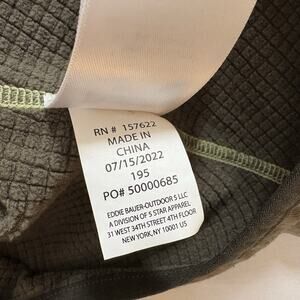 RN # 157622
MADE IN
CHINA
07/15/2022
195
PO# 50000685
EDDIE BAUER-OUTDOOR 5 LLC
A DIVISION OF 5 STAR APPAREL
31 WEST 34TH STREET 4TH FLOOR
NEW YORK, NY 10001 US